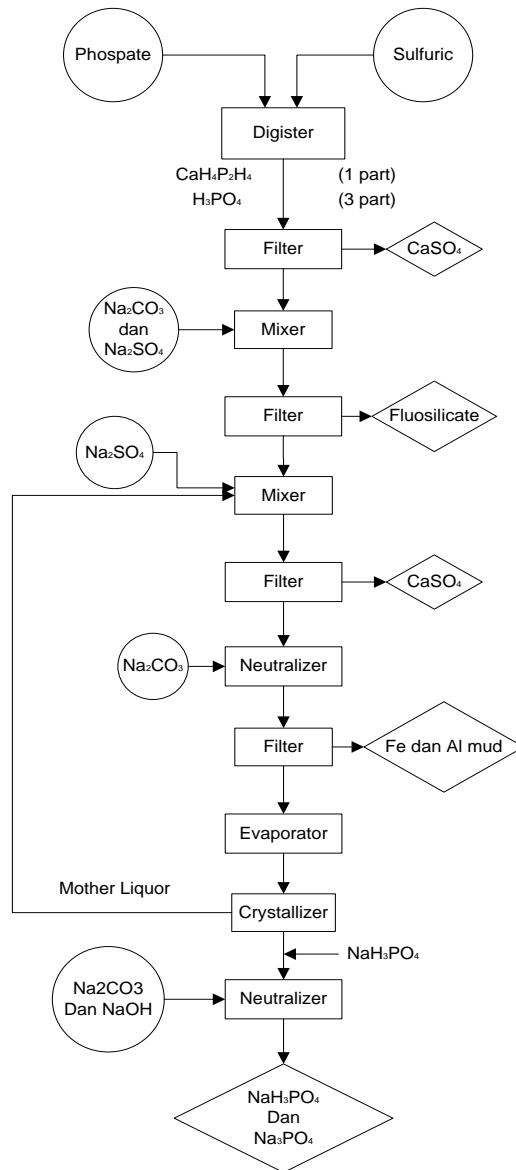 Phospate
Sulfuric
Digister
CaH₄P₂H₄ (1 part)
H₃PO₄ (3 part)
Filter
CaSO₄
Na₂CO₃
dan
Na₂SO₄
Mixer
Filter
Fluosilicate
Na₂SO₄
Mixer
Filter
CaSO₄
Na₂CO₃
Neutralizer
Filter
Fe dan Al mud
Evaporator
Mother Liquor
Crystallizer
NaH₃PO₄
Na2CO3
Dan NaOH
Neutralizer
NaH₃PO₄
Dan
Na₃PO₄